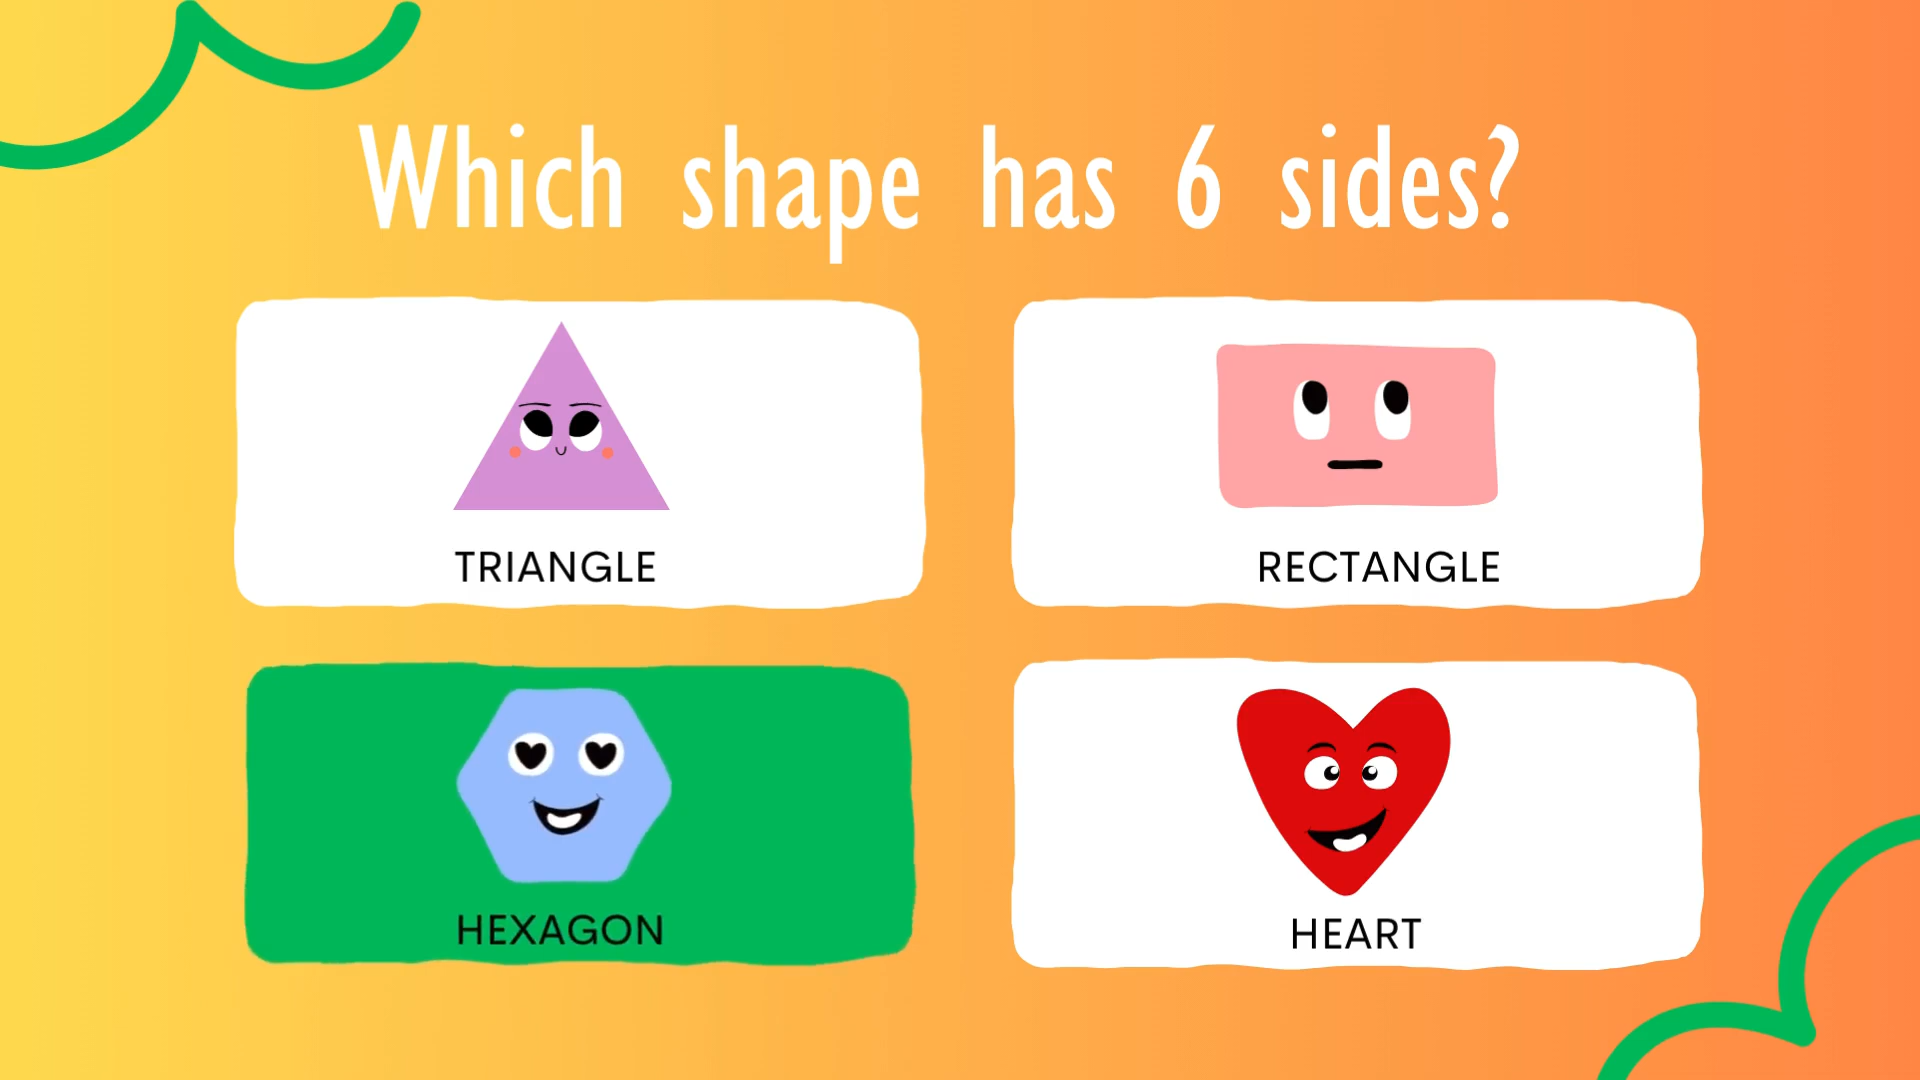 Which shape has 6 sides?
TRIANGLE
RECTANGLE
HEXAGON
HEART